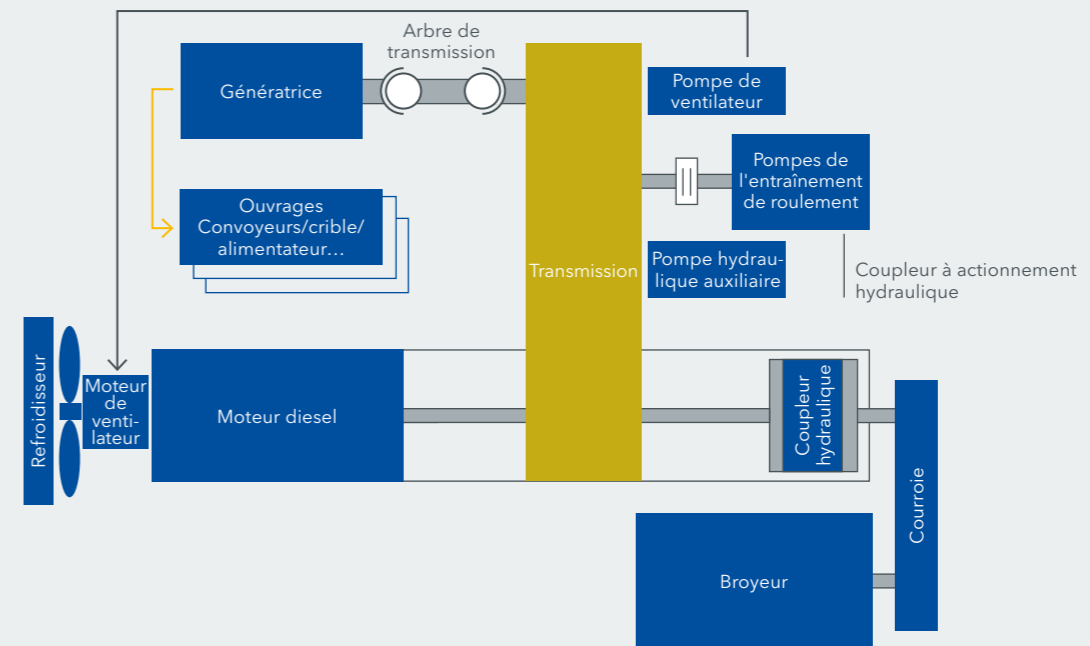 Arbre de
transmission
Génératrice
Pompe de
ventilateur
Pompes de
l'entraînement
de roulement
Ouvrages
Convoyeurs/crible/
alimentateur...
Transmission
Pompe hydrau-
lique auxiliaire
Coupleur à actionnement
hydraulique
Refroidisseur
Moteur
de
venti-
lateur
Moteur diesel
Coupleur
hydraulique
Courroie
Broyeur